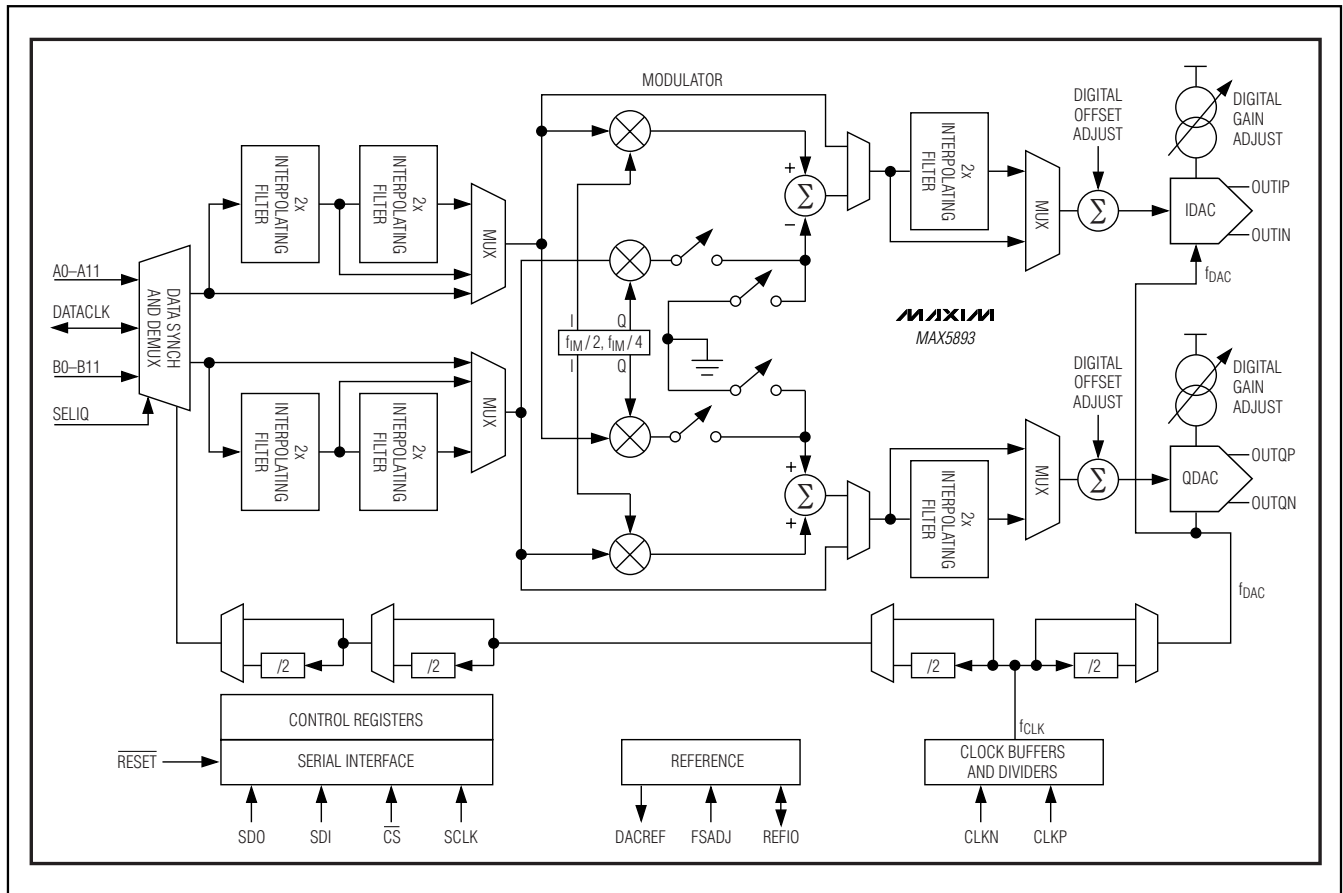 MODULATOR
DIGITAL
OFFSET
ADJUST
DIGITAL
GAIN
ADJUST
2x
INTERPOLATING
FILTER
2x
INTERPOLATING
FILTER
MUX
+
Σ
−
2x
INTERPOLATING
FILTER
MUX
Σ
IDAC
OUTIP
OUTIN
fDAC
A0–A11
DATACLK
B0–B11
SELIQ
DATA SYNCH
AND DEMUX
I
Q
fIM / 2, fIM / 4
I
Q
MAXIM
MAX5893
2x
INTERPOLATING
FILTER
2x
INTERPOLATING
FILTER
MUX
+
Σ
+
2x
INTERPOLATING
FILTER
MUX
DIGITAL
OFFSET
ADJUST
Σ
DIGITAL
GAIN
ADJUST
QDAC
OUTQP
OUTQN
fDAC
/2
/2
/2
/2
fCLK
CONTROL REGISTERS
SERIAL INTERFACE
RESET
SDO
SDI
CS
SCLK
REFERENCE
DACREF
FSADJ
REFIO
CLOCK BUFFERS
AND DIVIDERS
CLKN
CLKP